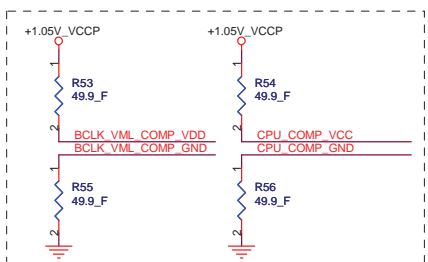 +1.05V_VCCP +1.05V_VCCP
1 1
R53 R54
49.9_F 49.9_F
2 2
BCLK_VML_COMP_VDD CPU_COMP_VCC
BCLK_VML_COMP_GND CPU_COMP_GND
1 1
R55 R56
49.9_F 49.9_F
2 2